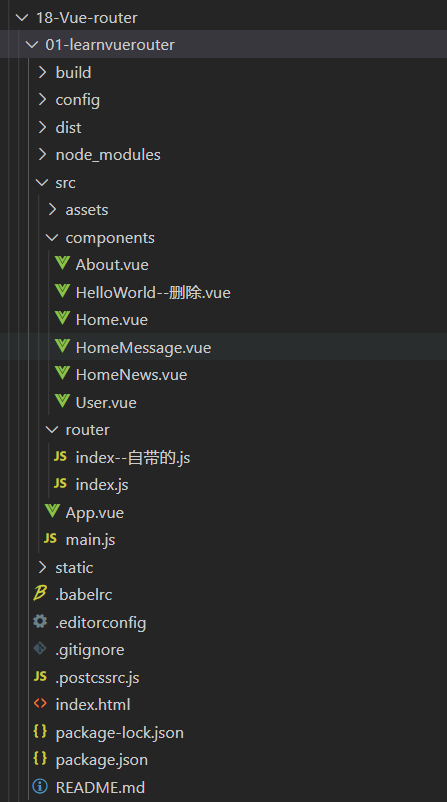 18-Vue-router
01-learnvuerouter
build
config
dist
node_modules
src
assets
components
About.vue
HelloWorld--删除.vue
Home.vue
HomeMessage.vue
HomeNews.vue
User.vue
router
JS index--自带的.js
JS index.js
App.vue
JS main.js
static
.babelrc
.editorconfig
.gitignore
JS .postcssrc.js
<> index.html
{} package-lock.json
{} package.json
README.md